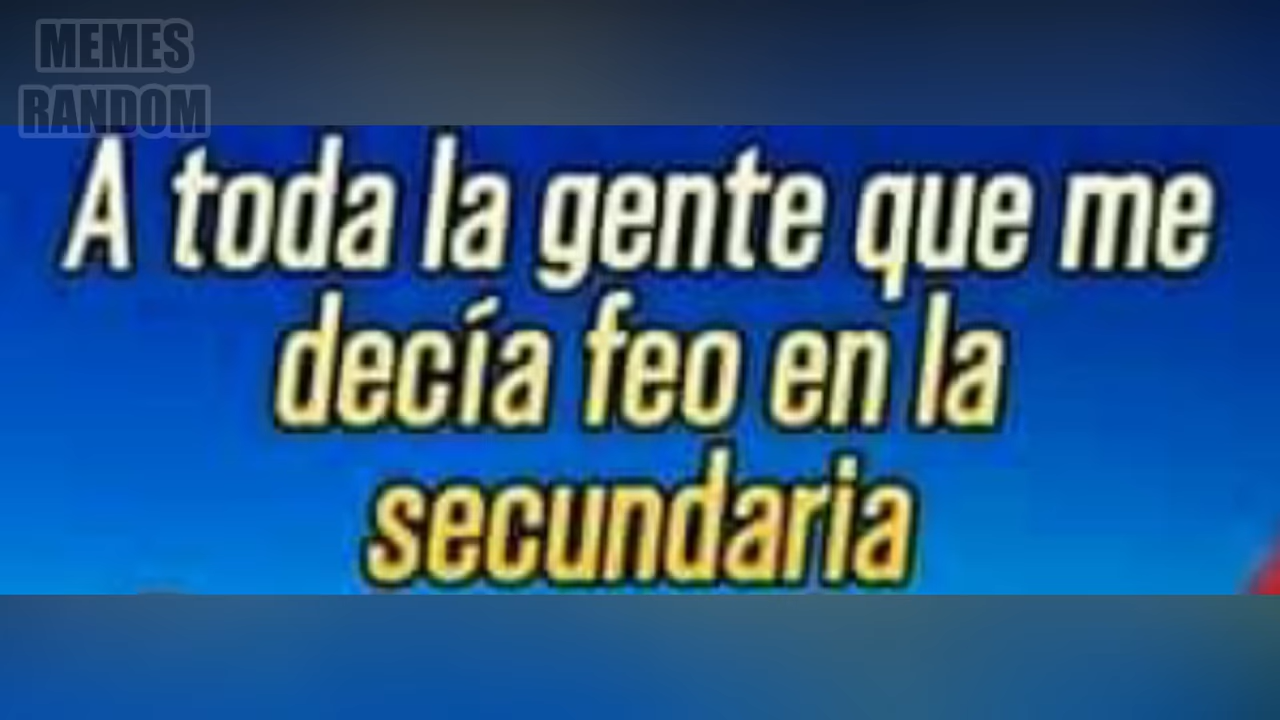 MEMES
RANDOM
A toda la gente que me
decía feo en la
secundaria